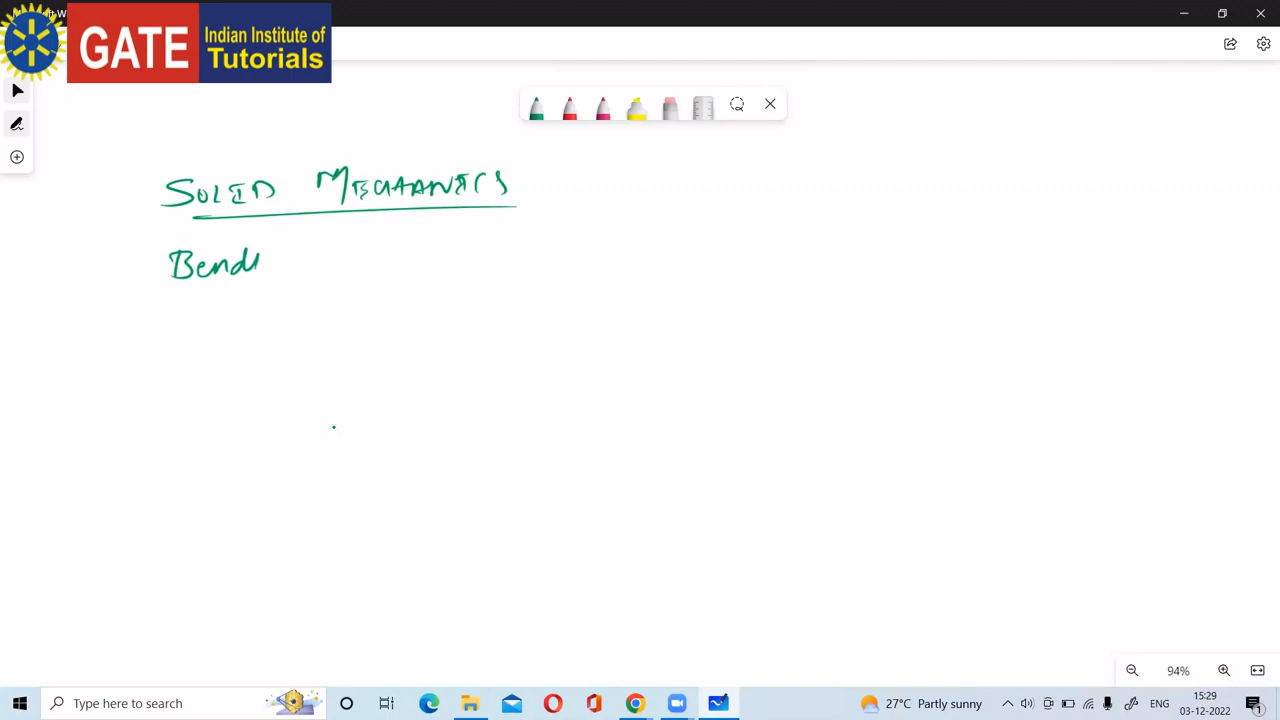 GATE Indian Institute of Tutorials
SOLID MECHANICS
Bend
94%
Type here to search
27°C Partly sunny
ENG
15:29
03-12-2022
1